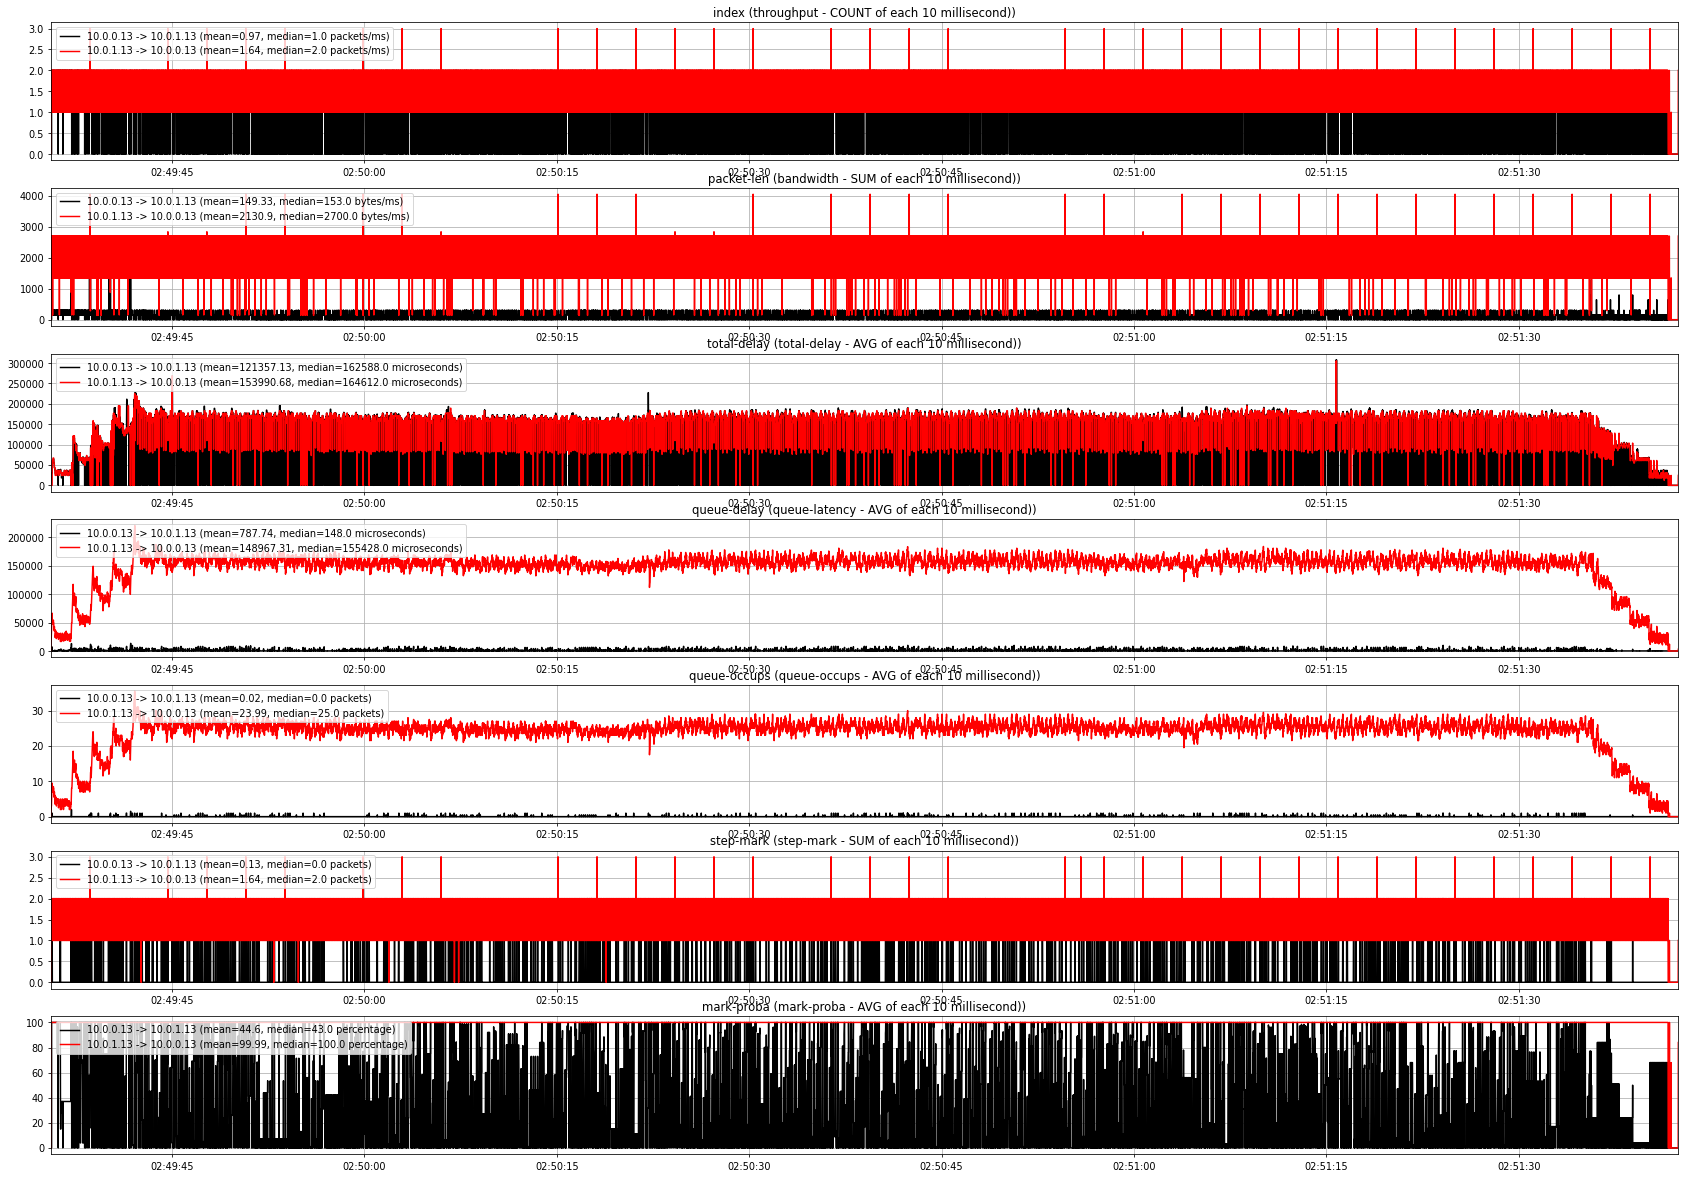 index (throughput - COUNT of each 10 millisecond))
10.0.0.13 -> 10.0.1.13 (mean=0.97, median=1.0 packets/ms)
10.0.1.13 -> 10.0.0.13 (mean=1.64, median=2.0 packets/ms)
3.0
2.5
2.0
1.5
1.0
0.5
0.0
02:49:45 02:50:00 02:50:15 02:50:30 02:50:45 02:51:00 02:51:15 02:51:30
packet-len (bandwidth - SUM of each 10 millisecond))
10.0.0.13 -> 10.0.1.13 (mean=149.33, median=153.0 bytes/ms)
10.0.1.13 -> 10.0.0.13 (mean=2130.9, median=2700.0 bytes/ms)
4000
3000
2000
1000
0
02:49:45 02:50:00 02:50:15 02:50:30 02:50:45 02:51:00 02:51:15 02:51:30
total-delay (total-delay - AVG of each 10 millisecond))
10.0.0.13 -> 10.0.1.13 (mean=121357.13, median=162588.0 microseconds)
10.0.1.13 -> 10.0.0.13 (mean=153990.68, median=164612.0 microseconds)
300000
250000
200000
150000
100000
50000
0
02:49:45 02:50:00 02:50:15 02:50:30 02:50:45 02:51:00 02:51:15 02:51:30
queue-delay (queue-latency - AVG of each 10 millisecond))
10.0.0.13 -> 10.0.1.13 (mean=787.74, median=148.0 microseconds)
10.0.1.13 -> 10.0.0.13 (mean=148967.31, median=155428.0 microseconds)
200000
150000
100000
50000
0
02:49:45 02:50:00 02:50:15 02:50:30 02:50:45 02:51:00 02:51:15 02:51:30
queue-occups (queue-occups - AVG of each 10 millisecond))
10.0.0.13 -> 10.0.1.13 (mean=0.02, median=0.0 packets)
10.0.1.13 -> 10.0.0.13 (mean=23.99, median=25.0 packets)
30
20
10
0
02:49:45 02:50:00 02:50:15 02:50:30 02:50:45 02:51:00 02:51:15 02:51:30
step-mark (step-mark - SUM of each 10 millisecond))
10.0.0.13 -> 10.0.1.13 (mean=0.13, median=0.0 packets)
10.0.1.13 -> 10.0.0.13 (mean=1.64, median=2.0 packets)
3.0
2.5
2.0
1.5
1.0
0.5
0.0
02:49:45 02:50:00 02:50:15 02:50:30 02:50:45 02:51:00 02:51:15 02:51:30
mark-proba (mark-proba - AVG of each 10 millisecond))
10.0.0.13 -> 10.0.1.13 (mean=44.6, median=43.0 percentage)
10.0.1.13 -> 10.0.0.13 (mean=99.99, median=100.0 percentage)
100
80
60
40
20
0
02:49:45 02:50:00 02:50:15 02:50:30 02:50:45 02:51:00 02:51:15 02:51:30